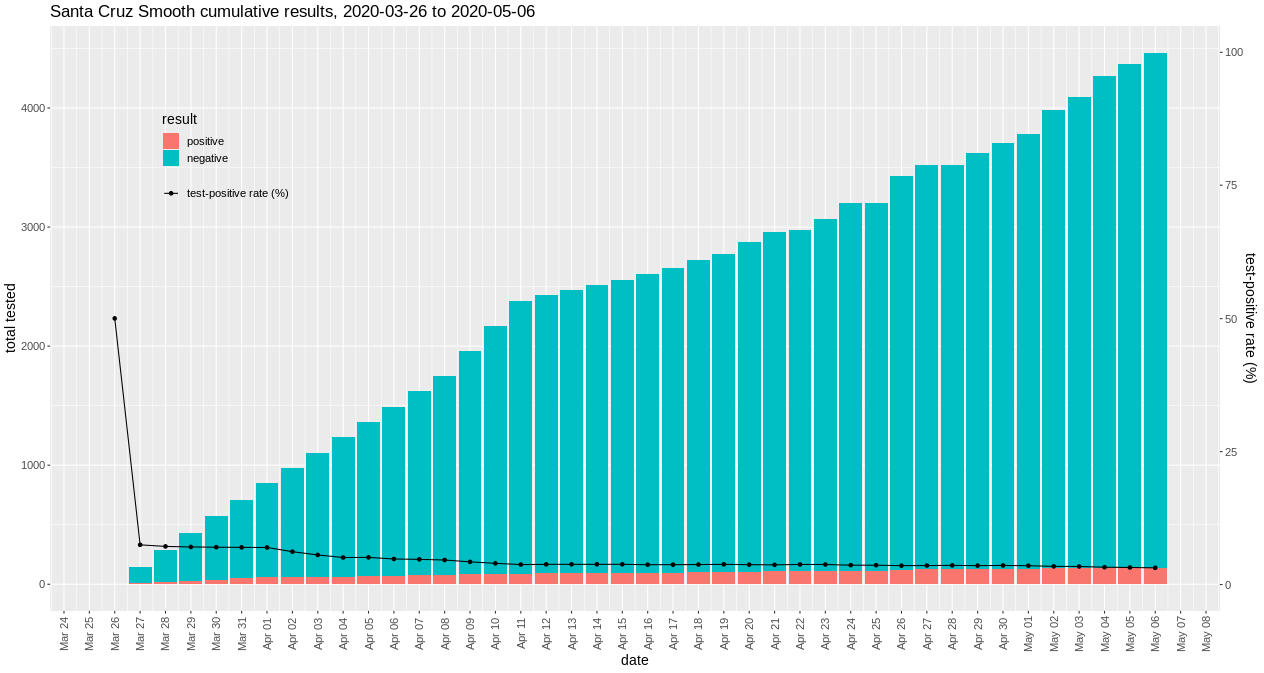 Santa Cruz Smooth cumulative results, 2020-03-26 to 2020-05-06
total tested
4000
3000
2000
1000
0
result
positive
negative
test-positive rate (%)
100
75
50
25
0
test-positive rate (%)
Mar 24
Mar 25
Mar 26
Mar 27
Mar 28
Mar 29
Mar 30
Mar 31
Apr 01
Apr 02
Apr 03
Apr 04
Apr 05
Apr 06
Apr 07
Apr 08
Apr 09
Apr 10
Apr 11
Apr 12
Apr 13
Apr 14
Apr 15
Apr 16
Apr 17
Apr 18
Apr 19
Apr 20
Apr 21
Apr 22
Apr 23
Apr 24
Apr 25
Apr 26
Apr 27
Apr 28
Apr 29
Apr 30
May 01
May 02
May 03
May 04
May 05
May 06
May 07
May 08
date